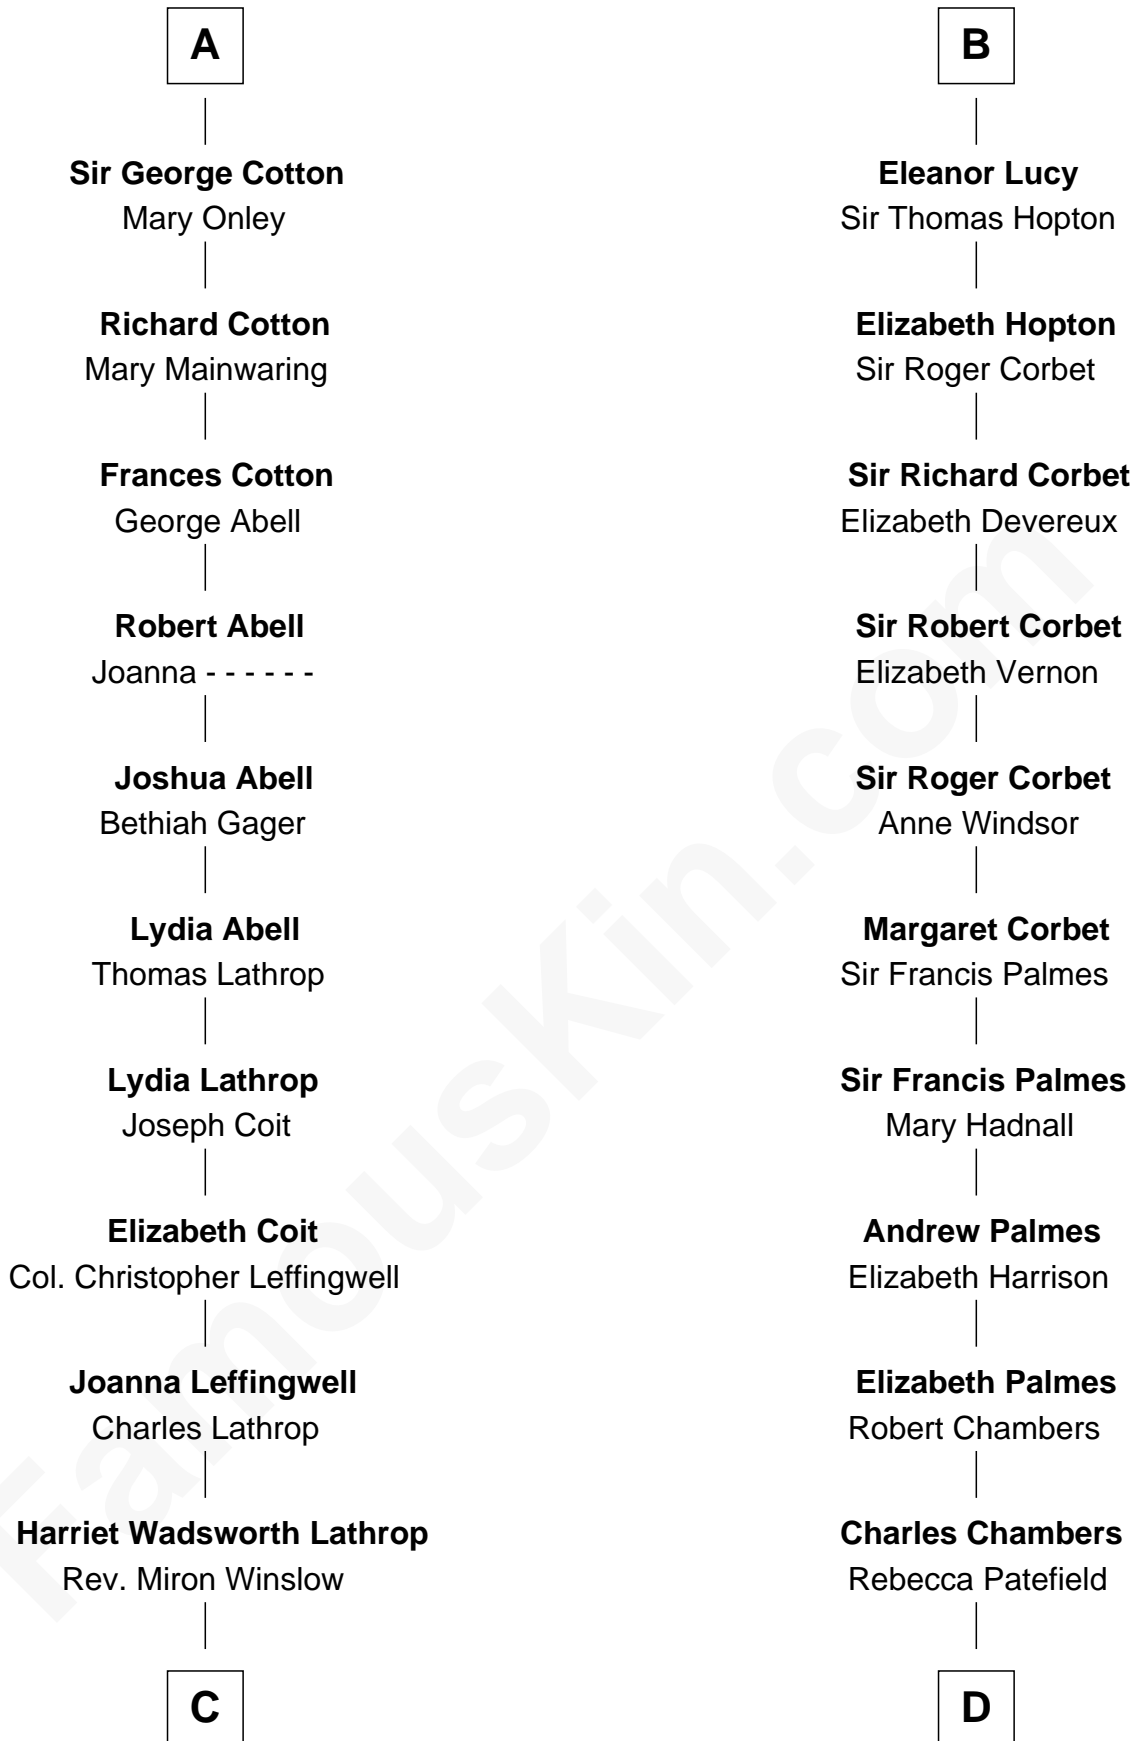 A
Sir George Cotton
Mary Onley
Richard Cotton
Mary Mainwaring
Frances Cotton
George Abell
Robert Abell
Joanna - - - - - -
Joshua Abell
Bethiah Gager
Lydia Abell
Thomas Lathrop
Lydia Lathrop
Joseph Coit
Elizabeth Coit
Col. Christopher Leffingwell
Joanna Leffingwell
Charles Lathrop
Harriet Wadsworth Lathrop
Rev. Miron Winslow
C
B
Eleanor Lucy
Sir Thomas Hopton
Elizabeth Hopton
Sir Roger Corbet
Sir Richard Corbet
Elizabeth Devereux
Sir Robert Corbet
Elizabeth Vernon
Sir Roger Corbet
Anne Windsor
Margaret Corbet
Sir Francis Palmes
Sir Francis Palmes
Mary Hadnall
Andrew Palmes
Elizabeth Harrison
Elizabeth Palmes
Robert Chambers
Charles Chambers
Rebecca Patefield
D
FamousKin.com